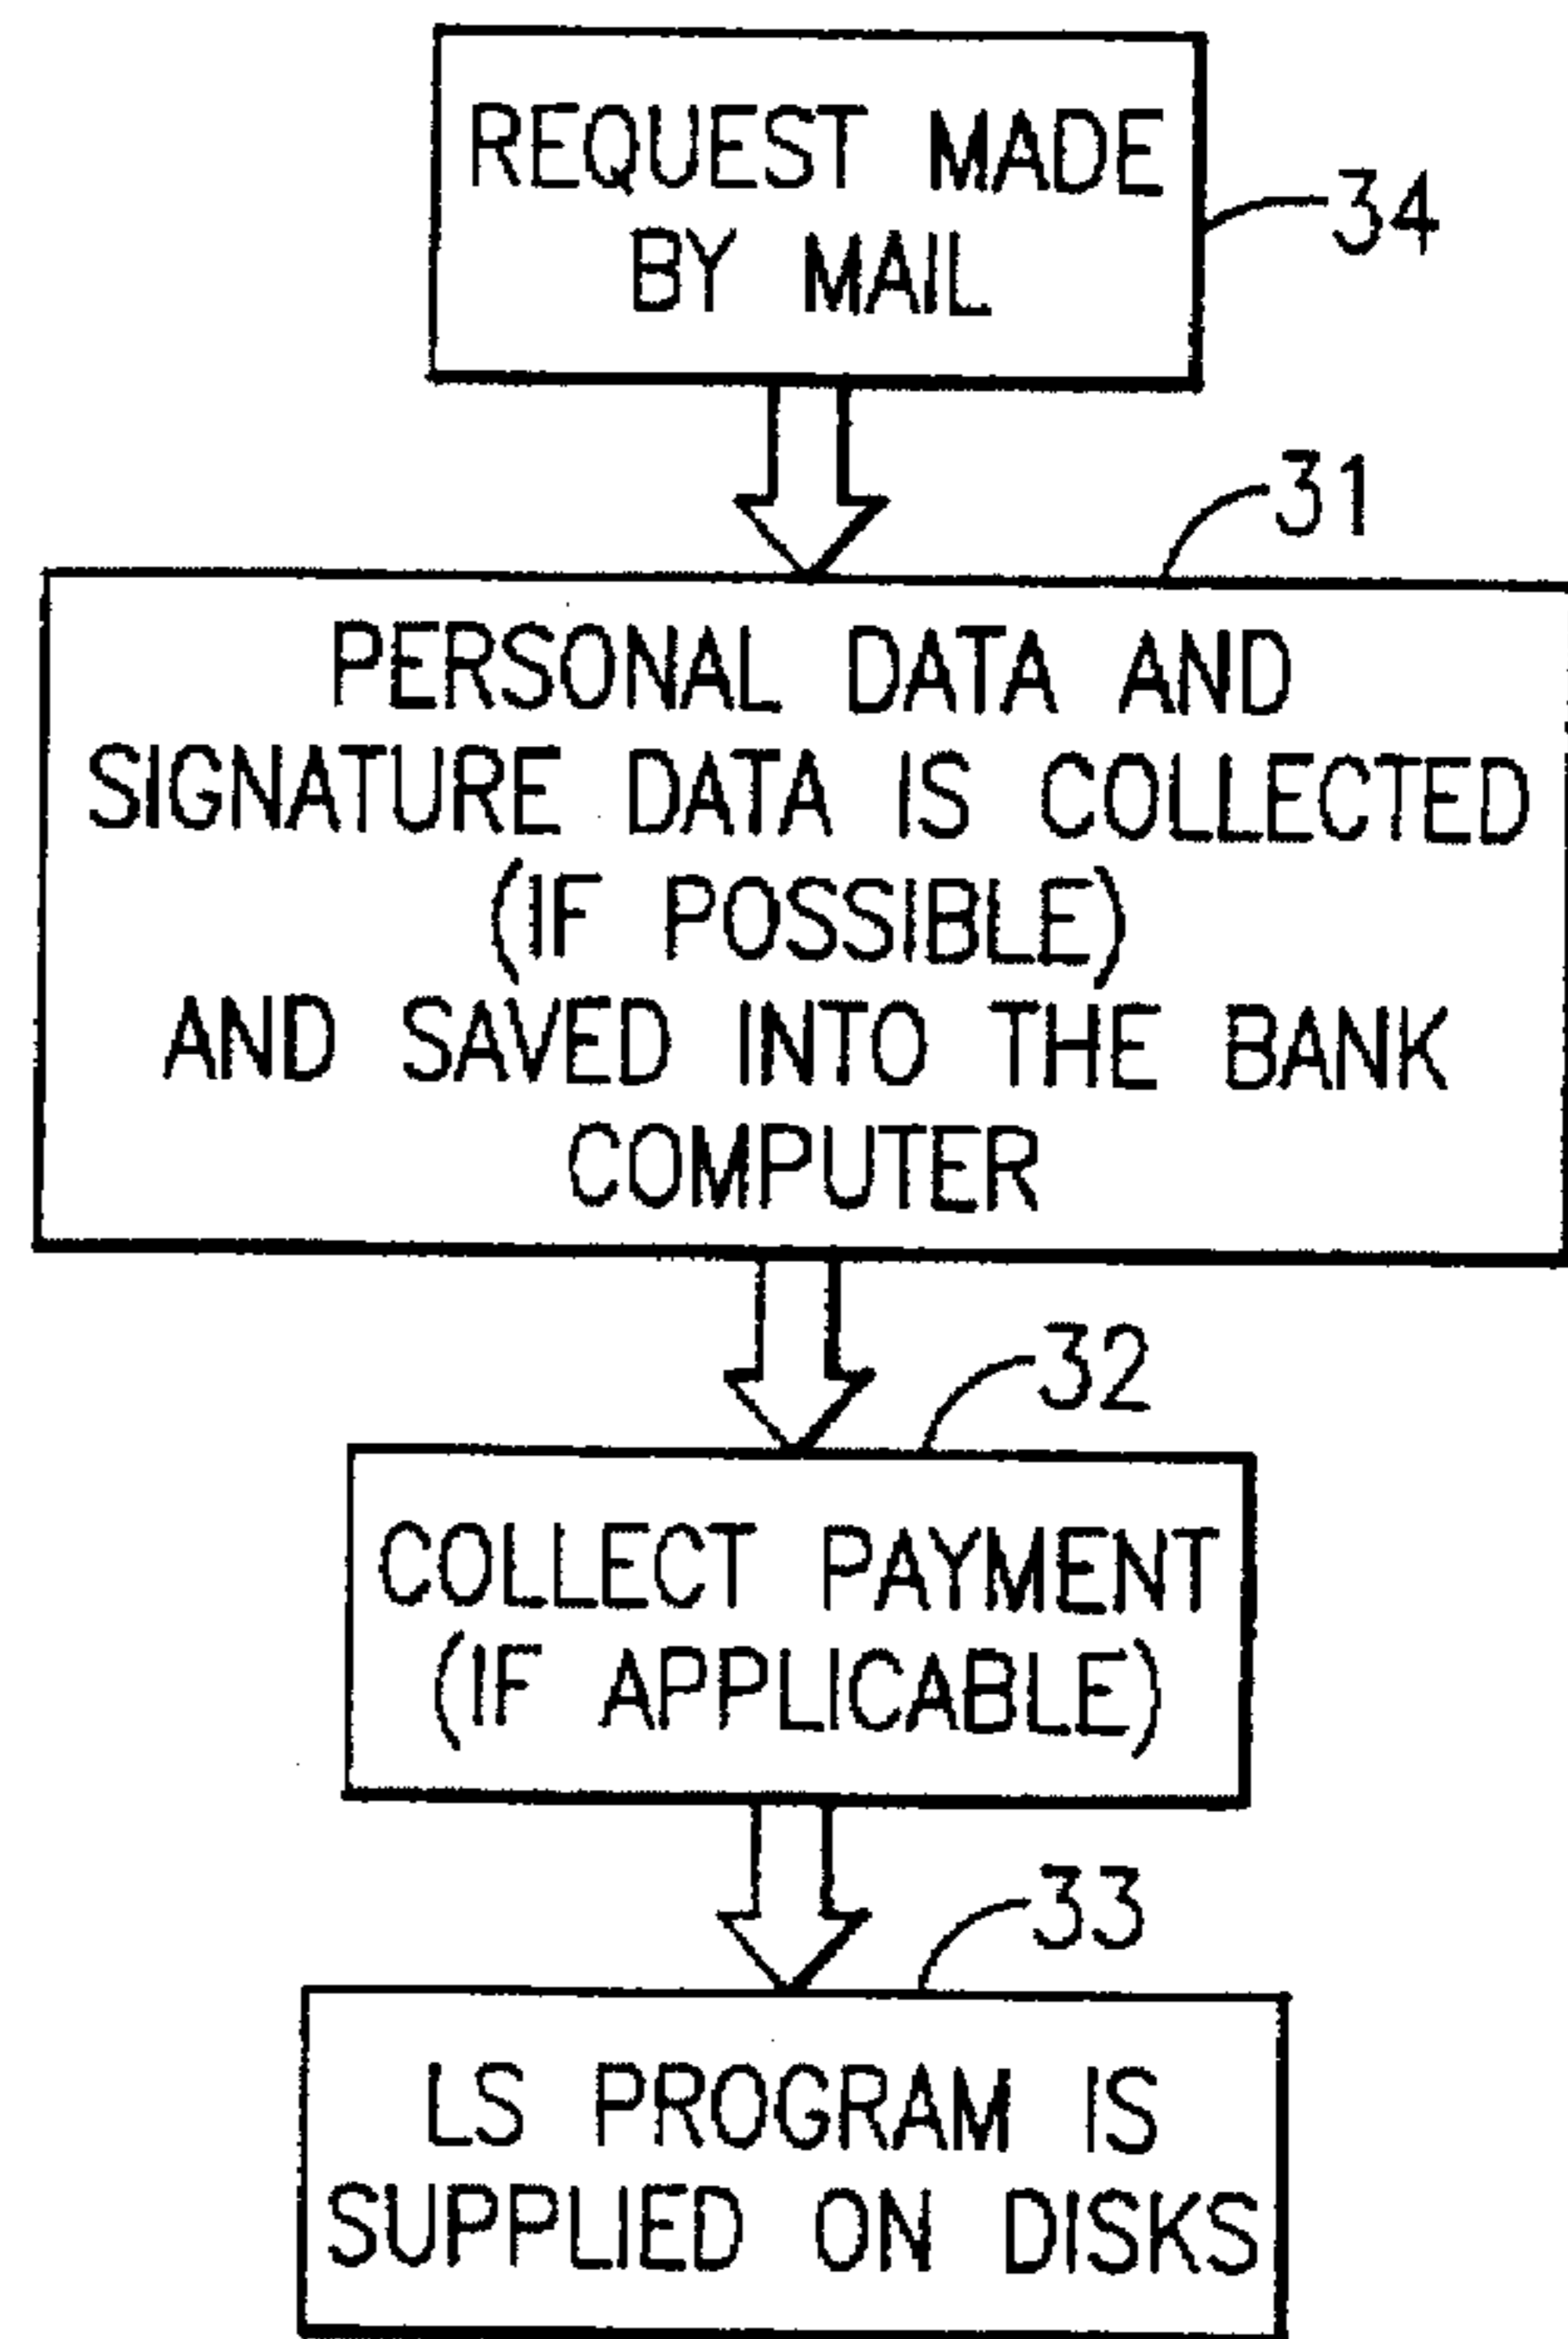 REQUEST MADE
BY MAIL
34
31
PERSONAL DATA AND
SIGNATURE DATA IS COLLECTED
(IF POSSIBLE)
AND SAVED INTO THE BANK
COMPUTER
32
COLLECT PAYMENT
(IF APPLICABLE)
33
LS PROGRAM IS
SUPPLIED ON DISKS